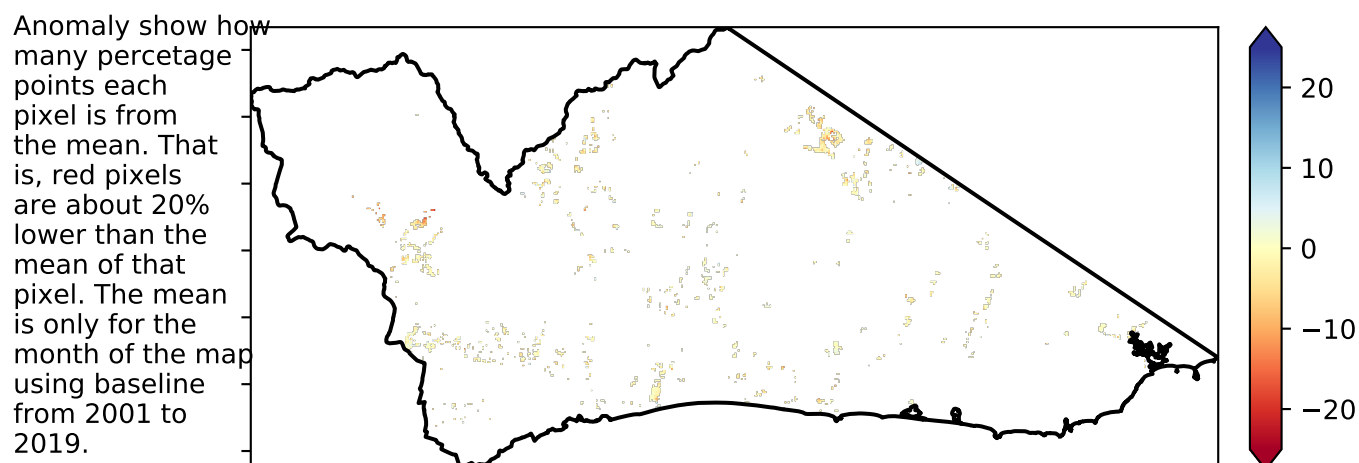 Anomaly show how
many percetage
points each
pixel is from
the mean. That
is, red pixels
are about 20%
lower than the
mean of that
pixel. The mean
is only for the
month of the map
using baseline
from 2001 to
2019.
20
10
0
−10
−20